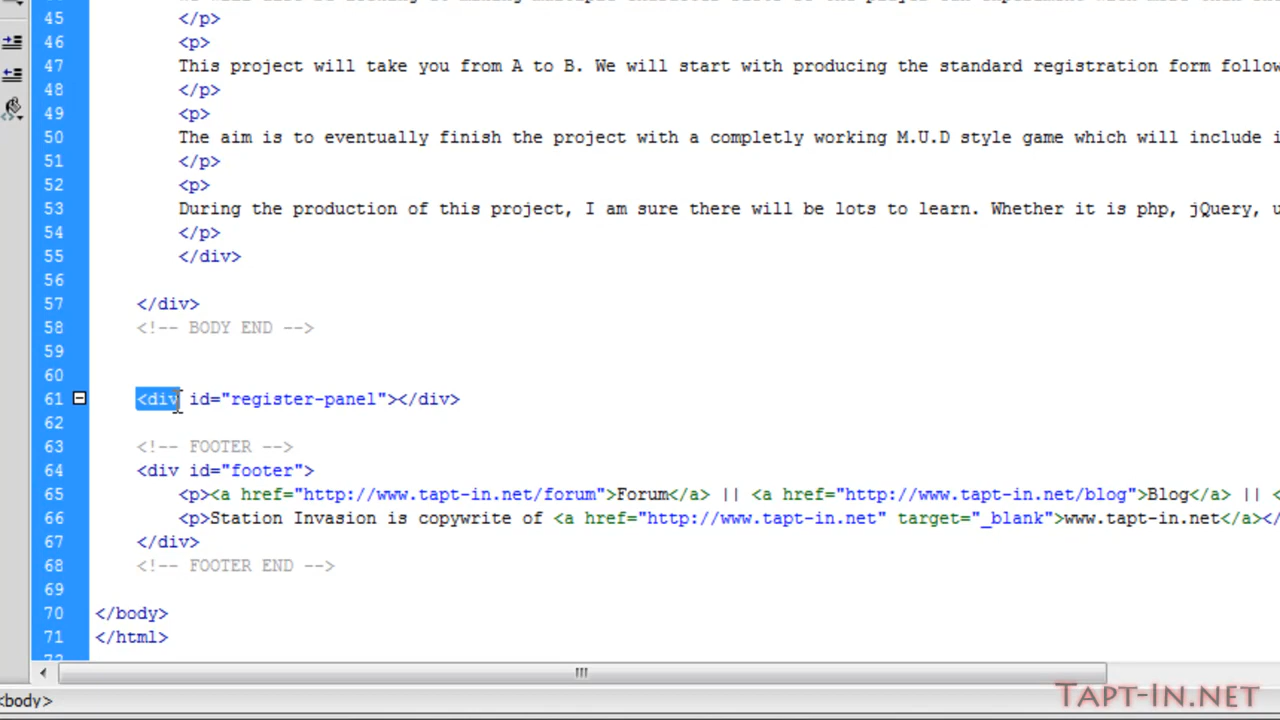 45 </p>
46 <p>
47 This project will take you from A to B. We will start with producing the standard registration form follow
48 </p>
49 <p>
50 The aim is to eventually finish the project with a completly working M.U.D style game which will include i
51 </p>
52 <p>
53 During the production of this project, I am sure there will be lots to learn. Whether it is php, jQuery, u
54 </p>
55 </div>
56
57 </div>
58 <!-- BODY END -->
59
60
61 <div id="register-panel"></div>
62
63 <!-- FOOTER -->
64 <div id="footer">
65 <p><a href="http://www.tapt-in.net/forum">Forum</a> || <a href="http://www.tapt-in.net/blog">Blog</a> || <
66 <p>Station Invasion is copywrite of <a href="http://www.tapt-in.net" target="_blank">www.tapt-in.net</a></
67 </div>
68 <!-- FOOTER END -->
69
70 </body>
71 </html>
<body>
TAPT-IN.NET